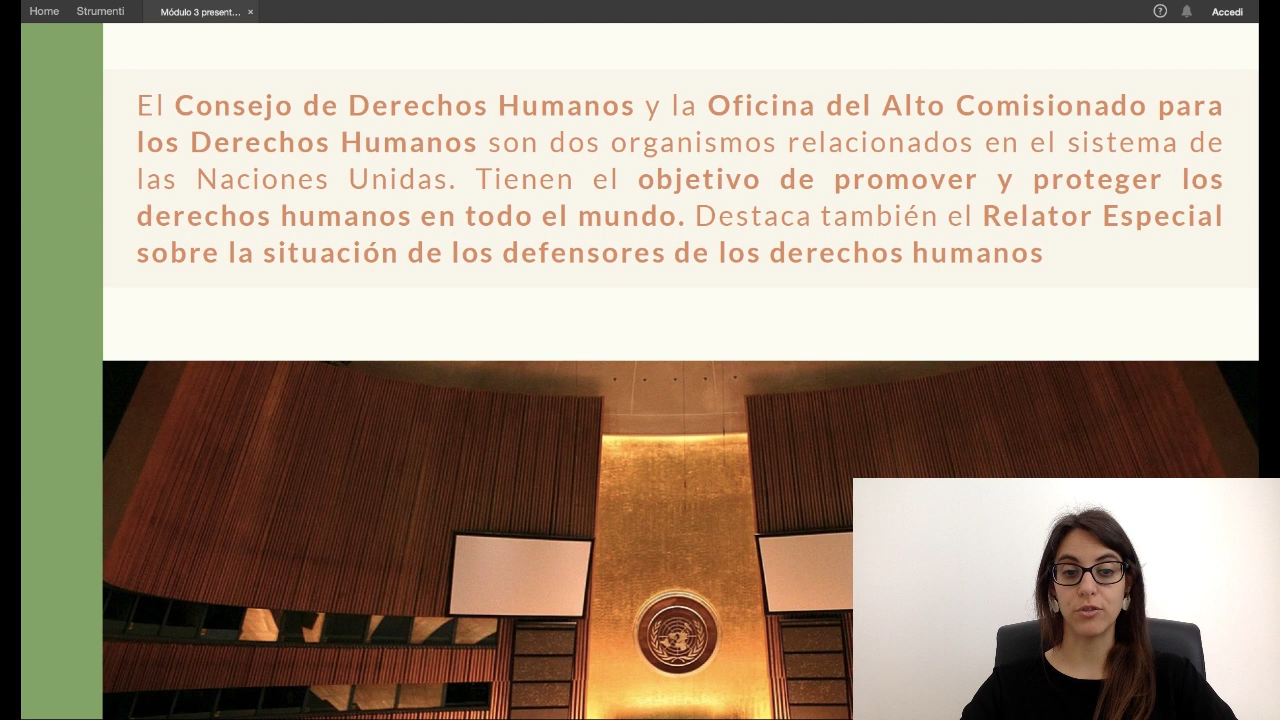 Home Strumenti Módulo 3 present... × ? Accedi
El Consejo de Derechos Humanos y la Oficina del Alto Comisionado para
los Derechos Humanos son dos organismos relacionados en el sistema de
las Naciones Unidas. Tienen el objetivo de promover y proteger los
derechos humanos en todo el mundo. Destaca también el Relator Especial
sobre la situación de los defensores de los derechos humanos